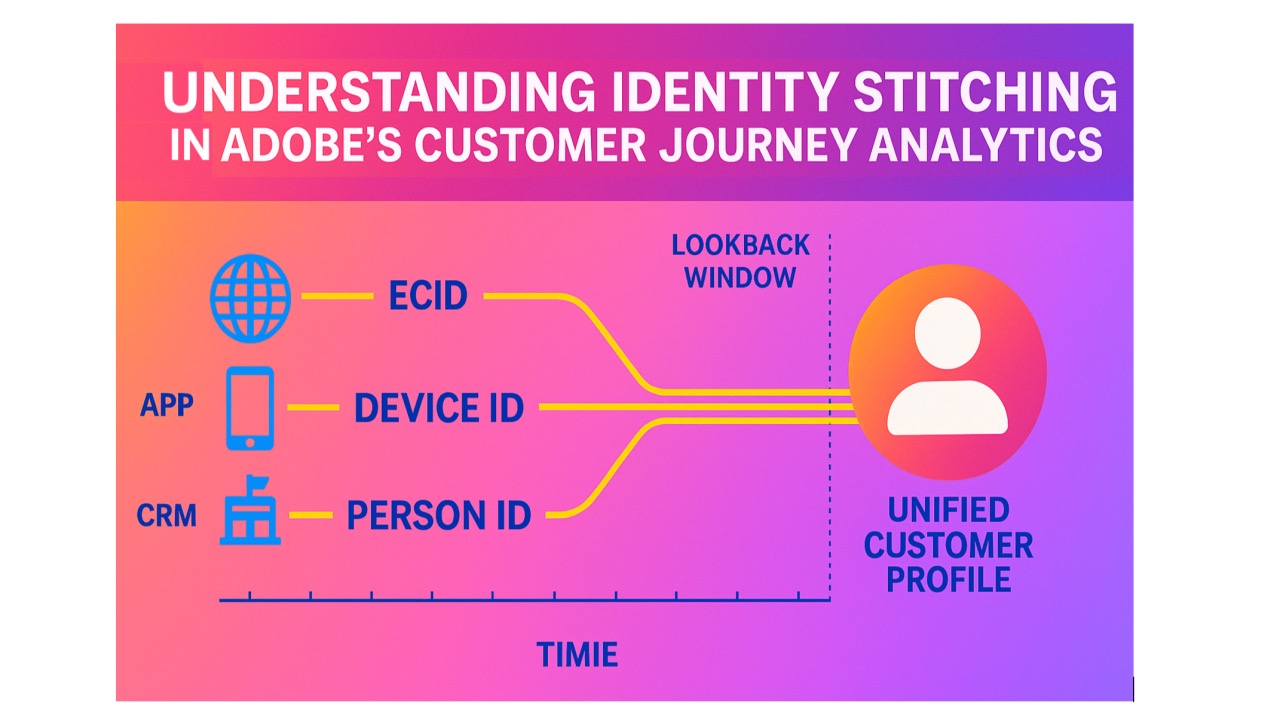 UNDERSTANDING IDENTITY STITCHING
IN ADOBE'S CUSTOMER JOURNEY ANALYTICS
LOOKBACK
WINDOW
ECID
APP
DEVICE ID
CRM
PERSON ID
UNIFIED
CUSTOMER
PROFILE
TIMIE